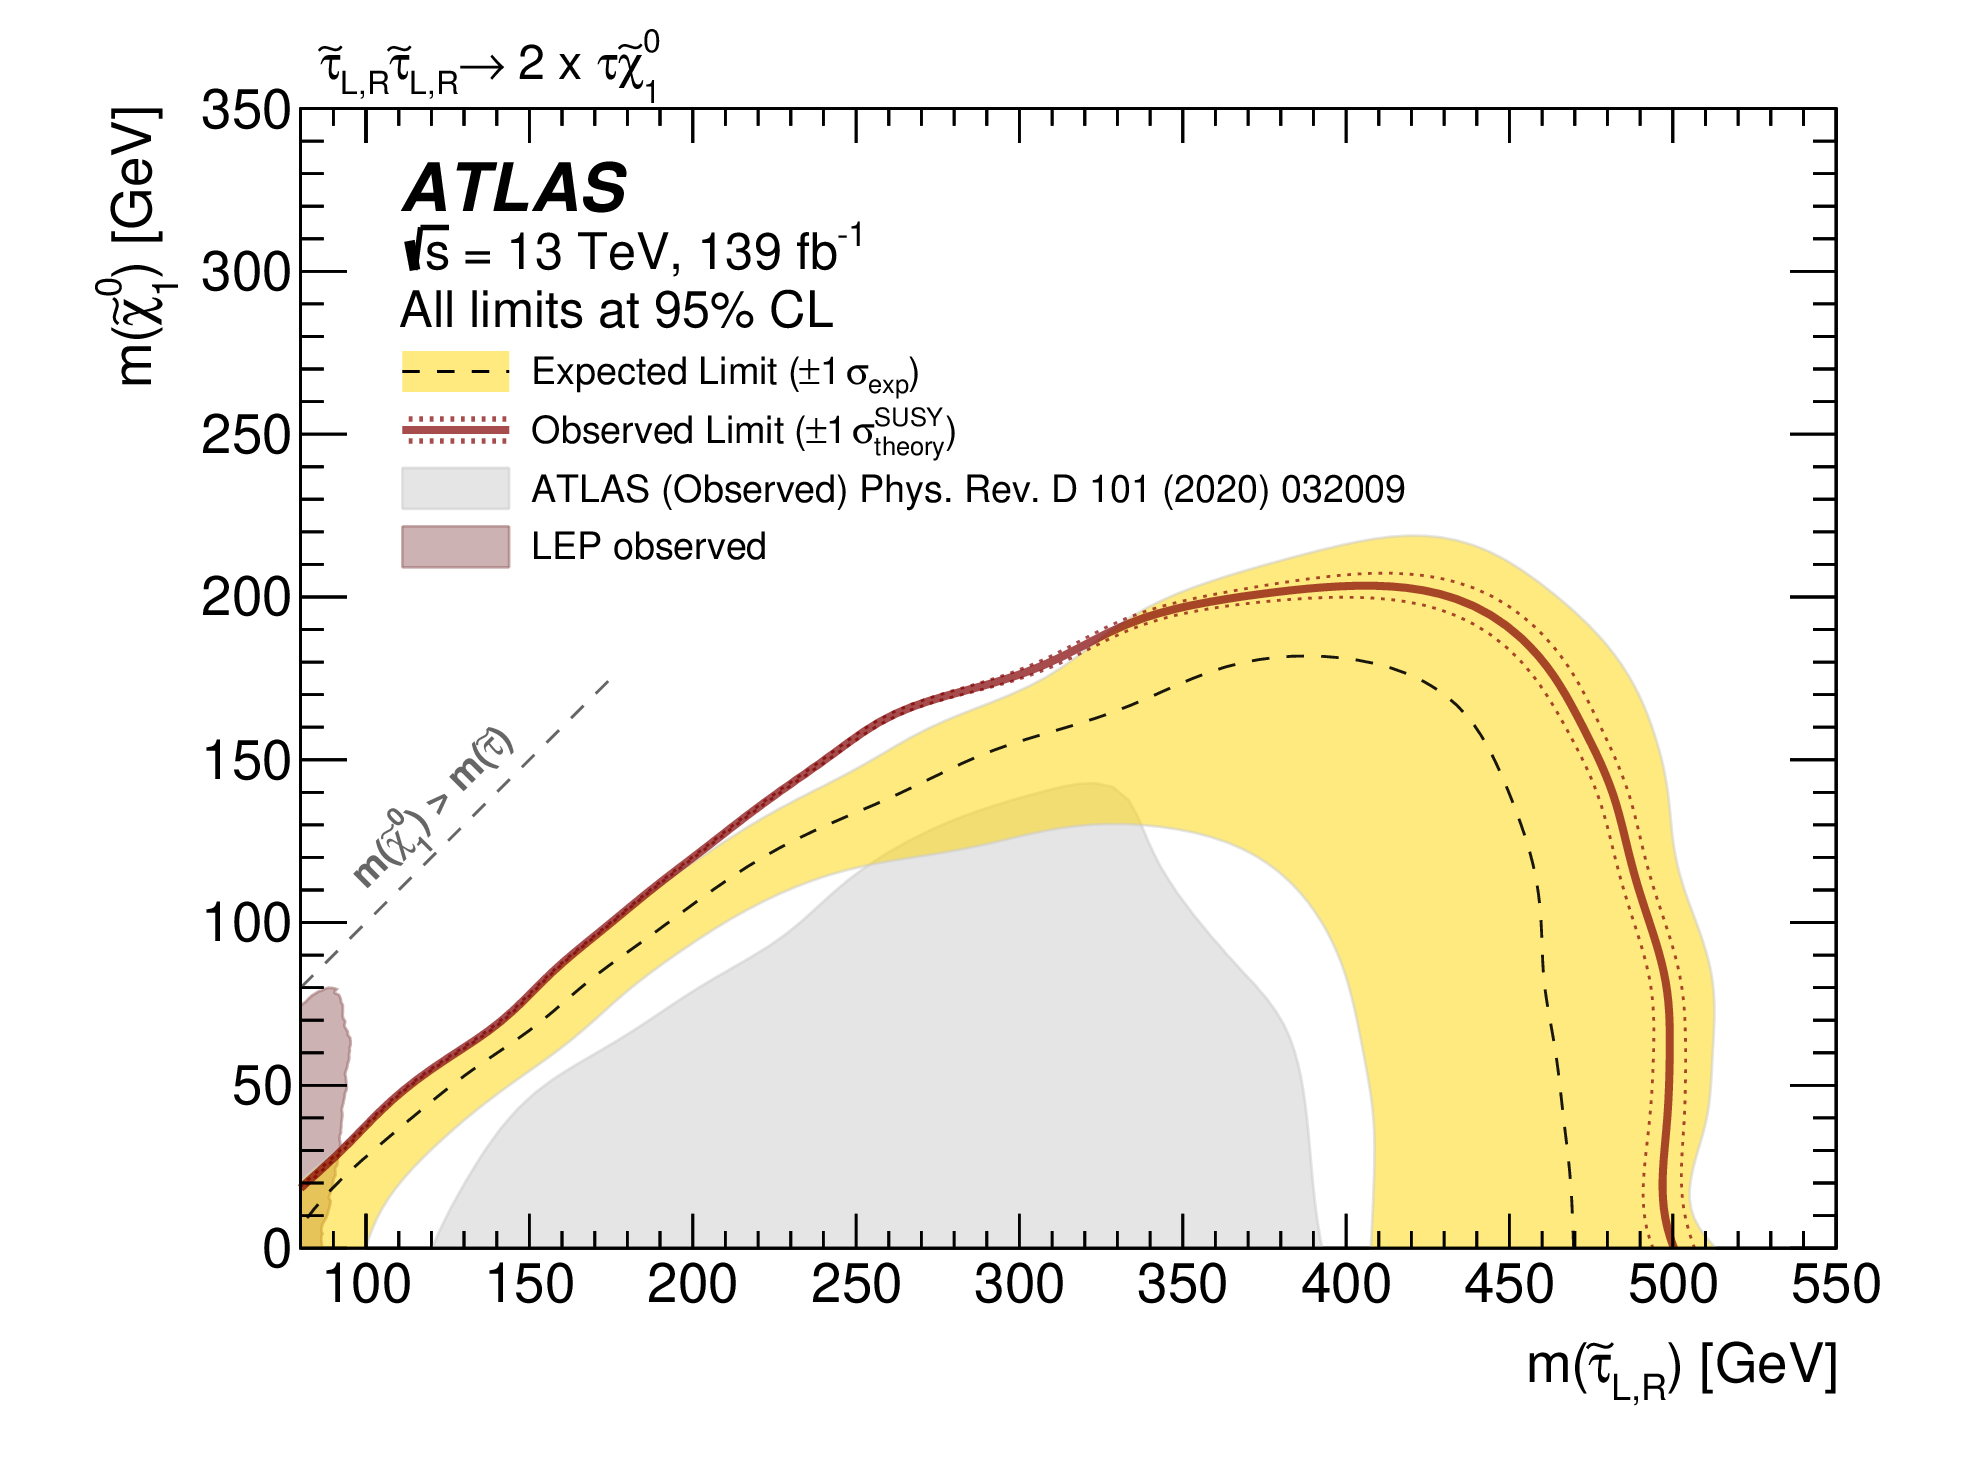 τ̃L,Rτ̃L,R→ 2 x τχ̃⁰₁
m(χ̃⁰₁) [GeV]
350
300
250
200
150
100
50
0
ATLAS
√s = 13 TeV, 139 fb⁻¹
All limits at 95% CL
Expected Limit (±1 σexp)
Observed Limit (±1 σ^SUSY_theory)
ATLAS (Observed) Phys. Rev. D 101 (2020) 032009
LEP observed
m(χ̃⁰₁) > m(τ̃)
100 150 200 250 300 350 400 450 500 550
m(τ̃L,R) [GeV]